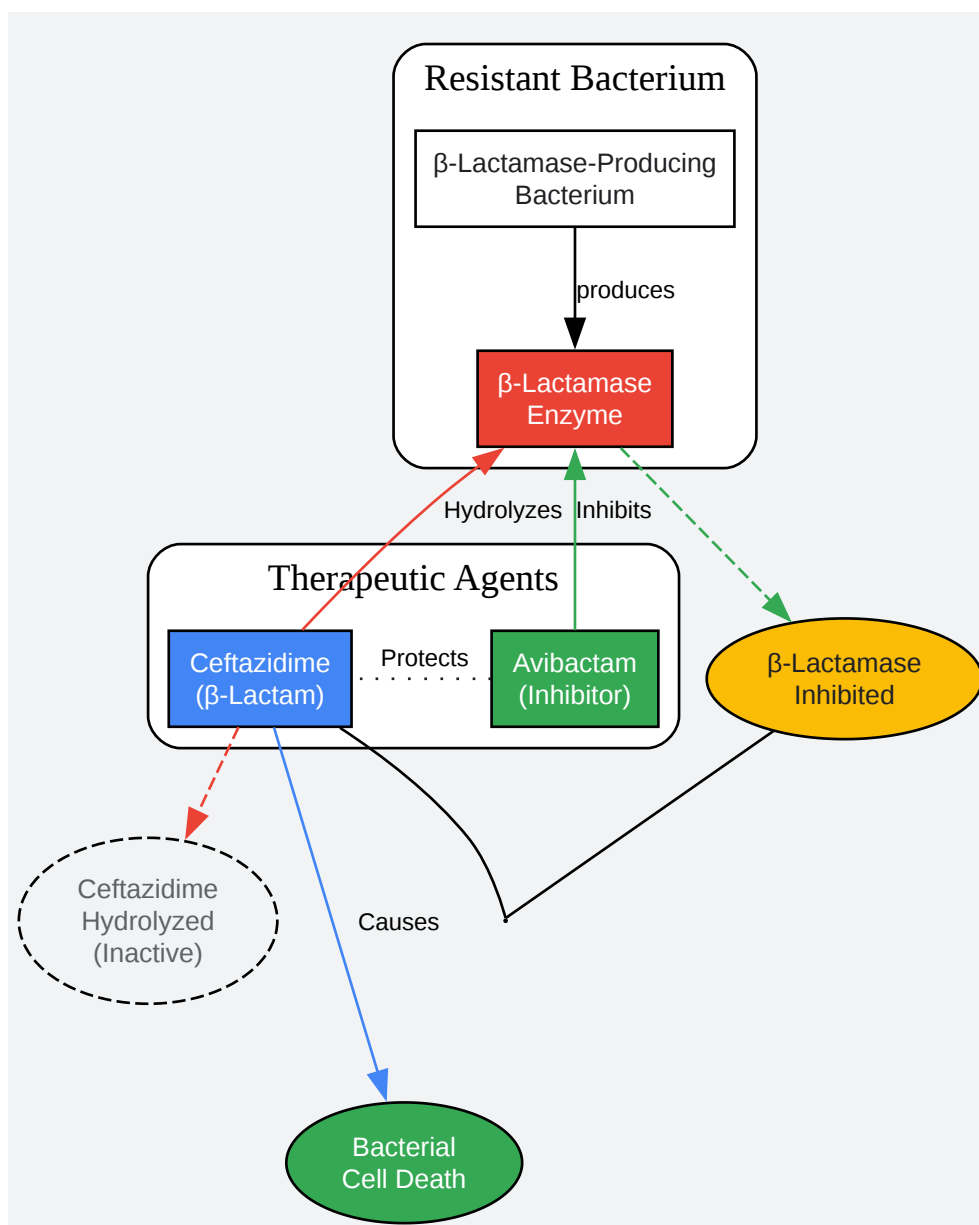 Resistant Bacterium
β-Lactamase-Producing
Bacterium
produces
β-Lactamase
Enzyme
Hydrolyzes
Inhibits
Therapeutic Agents
Ceftazidime
(β-Lactam)
Protects
Avibactam
(Inhibitor)
β-Lactamase
Inhibited
Ceftazidime
Hydrolyzed
(Inactive)
Causes
Bacterial
Cell Death